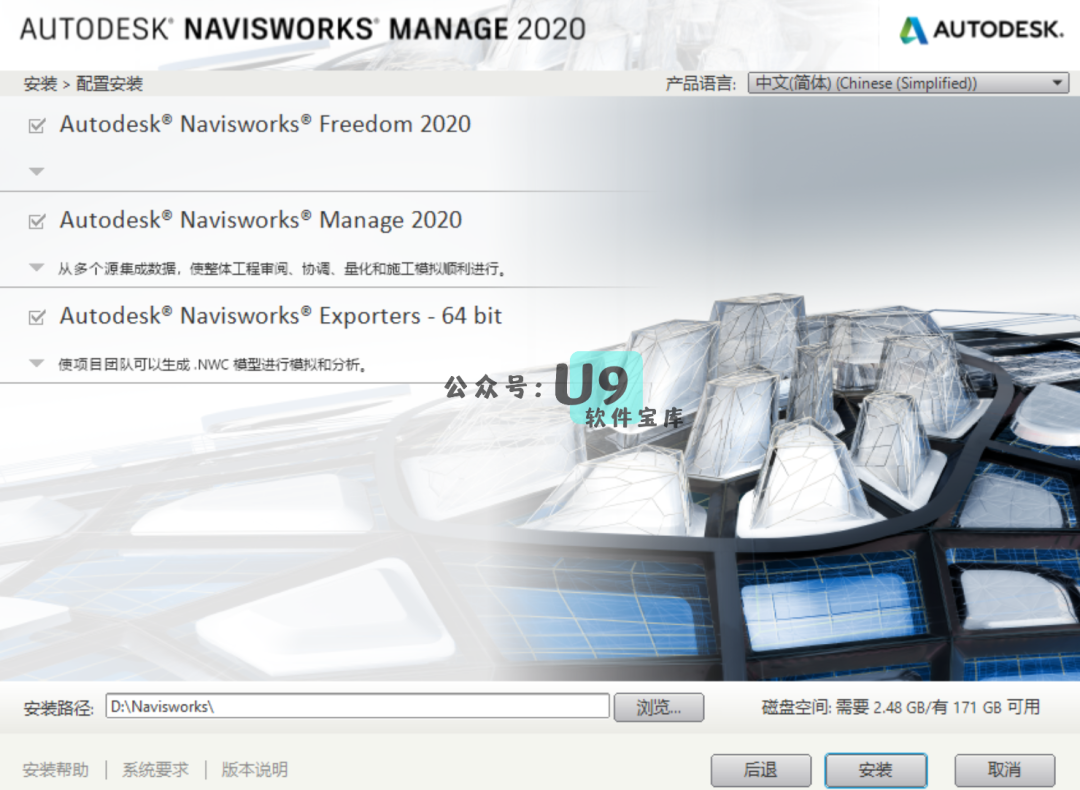 AUTODESK® NAVISWORKS® MANAGE 2020
AUTODESK.
安装 > 配置安装
产品语言: 中文(简体) (Chinese (Simplified))
Autodesk® Navisworks® Freedom 2020
Autodesk® Navisworks® Manage 2020
从多个源集成数据，使整体工程审阅、协调、量化和施工模拟顺利进行。
Autodesk® Navisworks® Exporters - 64 bit
使项目团队可以生成 .NWC 模型进行模拟和分析。
公众号: U9
软件宝库
安装路径: D:\Navisworks\ 浏览... 磁盘空间: 需要 2.48 GB/有 171 GB 可用
安装帮助 | 系统要求 | 版本说明 后退 安装 取消